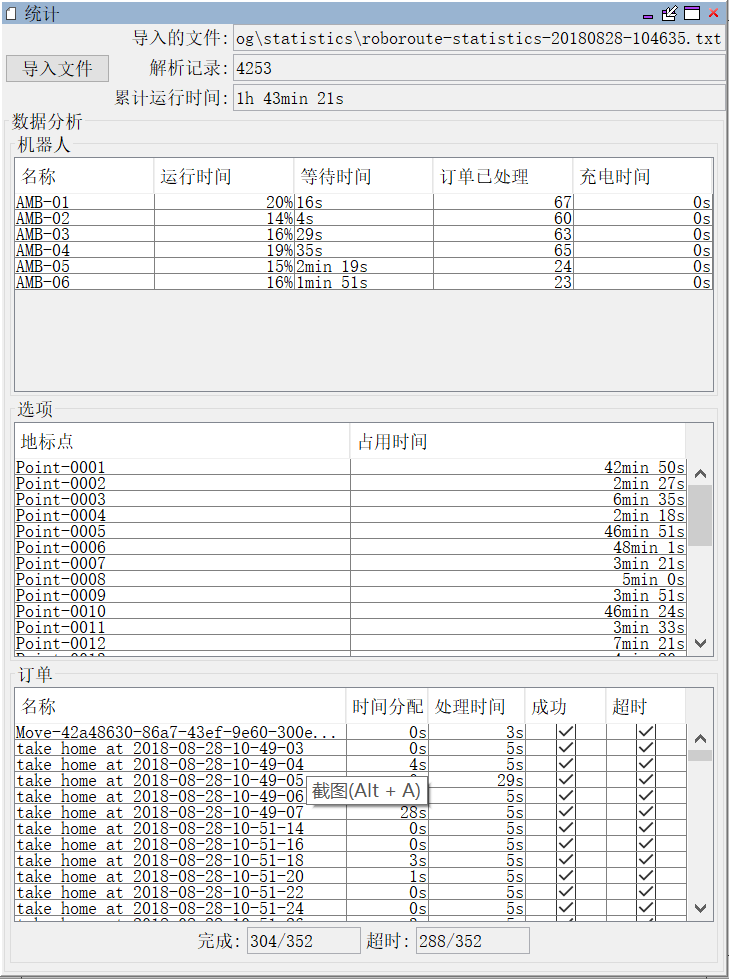 统计
导入的文件: og\statistics\roboroute-statistics-20180828-104635.txt
导入文件 解析记录: 4253
累计运行时间: 1h 43min 21s
数据分析
机器人
名称 运行时间 等待时间 订单已处理 充电时间
AMB-01 20% 16s 67 0s
AMB-02 14% 4s 60 0s
AMB-03 16% 29s 63 0s
AMB-04 19% 35s 65 0s
AMB-05 15% 2min 19s 24 0s
AMB-06 16% 1min 51s 23 0s
选项
地标点 占用时间
Point-0001 42min 50s
Point-0002 2min 27s
Point-0003 6min 35s
Point-0004 2min 18s
Point-0005 46min 51s
Point-0006 48min 1s
Point-0007 3min 21s
Point-0008 5min 0s
Point-0009 3min 51s
Point-0010 46min 24s
Point-0011 3min 33s
Point-0012 7min 21s
订单
名称 时间分配 处理时间 成功 超时
Move-42a48630-86a7-43ef-9e60-300e... 0s 3s
take home at 2018-08-28-10-49-03 0s 5s
take home at 2018-08-28-10-49-04 4s 5s
take home at 2018-08-28-10-49-05 29s
take home at 2018-08-28-10-49-06 5s
截图(Alt + A)
take home at 2018-08-28-10-49-07 28s 5s
take home at 2018-08-28-10-51-14 0s 5s
take home at 2018-08-28-10-51-16 0s 5s
take home at 2018-08-28-10-51-18 3s 5s
take home at 2018-08-28-10-51-20 1s 5s
take home at 2018-08-28-10-51-22 0s 5s
take home at 2018-08-28-10-51-24 0s 5s
完成: 304/352 超时: 288/352